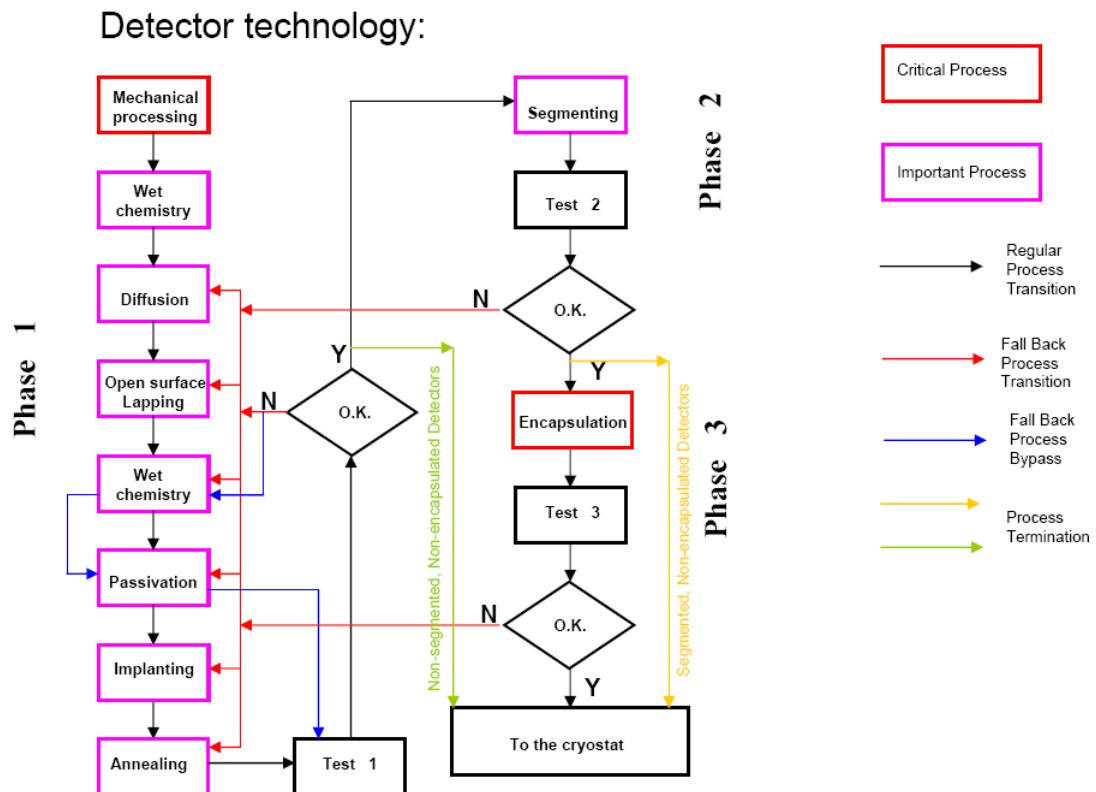 Detector technology:
Phase 1
Mechanical
processing
Wet
chemistry
Diffusion
Open surface
Lapping
Wet
chemistry
Passivation
Implanting
Annealing
Test 1
O.K.
N
Y
Non-segmented, Non-encapsulated Detectors
Phase 2
Segmenting
Test 2
O.K.
N
Y
Segmented, Non-encapsulated Detectors
Phase 3
Encapsulation
Test 3
O.K.
N
Y
To the cryostat
Critical Process
Important Process
Regular
Process
Transition
Fall Back
Process
Transition
Fall Back
Process
Bypass
Process
Termination